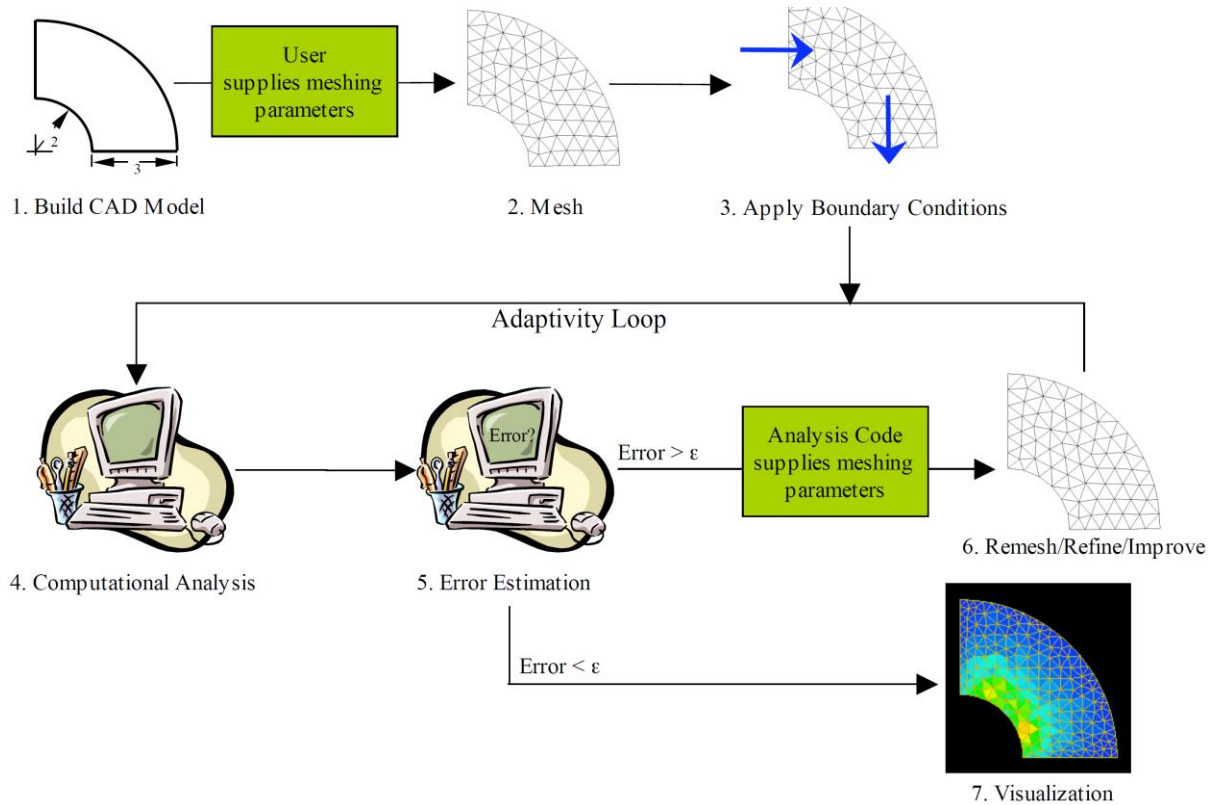 User
supplies meshing
parameters
2
3
1. Build CAD Model
2. Mesh
3. Apply Boundary Conditions
Adaptivity Loop
Error?
Error > ε
Analysis Code
supplies meshing
parameters
4. Computational Analysis
5. Error Estimation
6. Remesh/Refine/Improve
Error < ε
7. Visualization